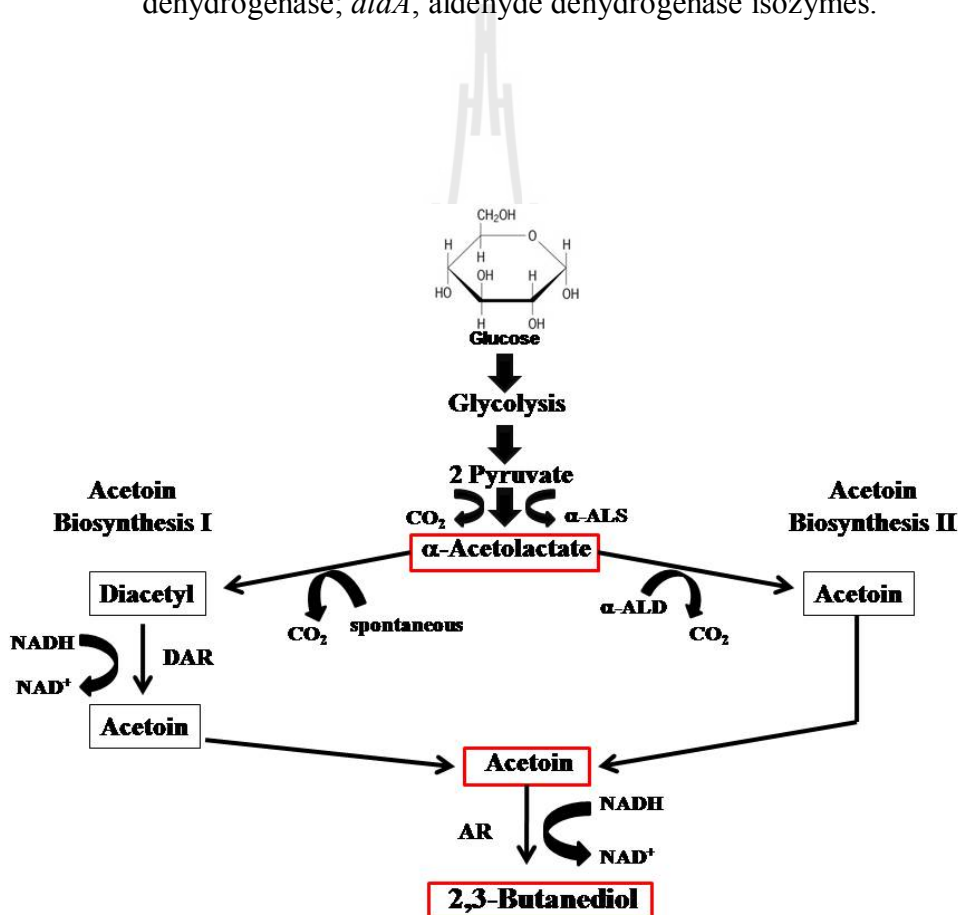 dehydrogenase; aldA, aldehyde dehydrogenase isozymes.
CH₂OH
O
H
H
H
OH
H
HO
OH
H
OH
Glucose
Glycolysis
2 Pyruvate
CO₂
α-ALS
α-Acetolactate
Acetoin
Biosynthesis I
Acetoin
Biosynthesis II
Diacetyl
CO₂
spontaneous
α-ALD
CO₂
Acetoin
NADH
NAD⁺
DAR
Acetoin
Acetoin
AR
NADH
NAD⁺
2,3-Butanediol